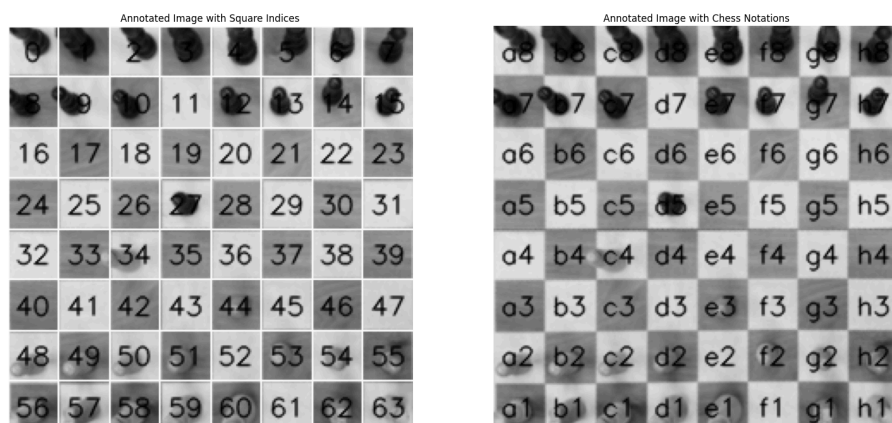 Annotated Image with Square Indices
0 1 2 3 4 5 6 7
8 9 10 11 12 13 14 15
16 17 18 19 20 21 22 23
24 25 26 27 28 29 30 31
32 33 34 35 36 37 38 39
40 41 42 43 44 45 46 47
48 49 50 51 52 53 54 55
56 57 58 59 60 61 62 63
Annotated Image with Chess Notations
a8 b8 c8 d8 e8 f8 g8 h8
a7 b7 c7 d7 e7 f7 g7 h7
a6 b6 c6 d6 e6 f6 g6 h6
a5 b5 c5 d5 e5 f5 g5 h5
a4 b4 c4 d4 e4 f4 g4 h4
a3 b3 c3 d3 e3 f3 g3 h3
a2 b2 c2 d2 e2 f2 g2 h2
a1 b1 c1 d1 e1 f1 g1 h1